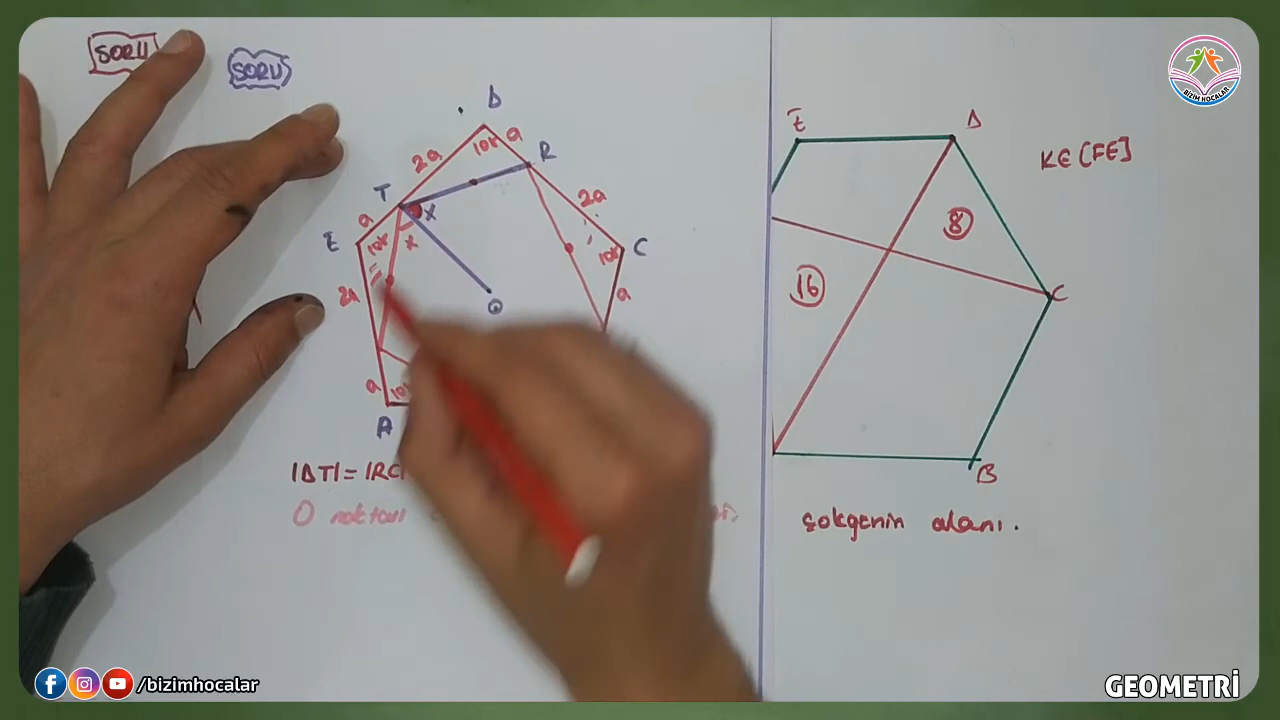 SORU
SORU
BİZİM HOCALAR
D
2a
108
a
R
T
x
x
a
E
108
2a
2a
108
C
a
O
a
A
|DT| = |RC|
O noktası
E
D
K∈[FE]
8
16
C
B
çokgenin alanı.
/bizimhocalar
GEOMETRİ